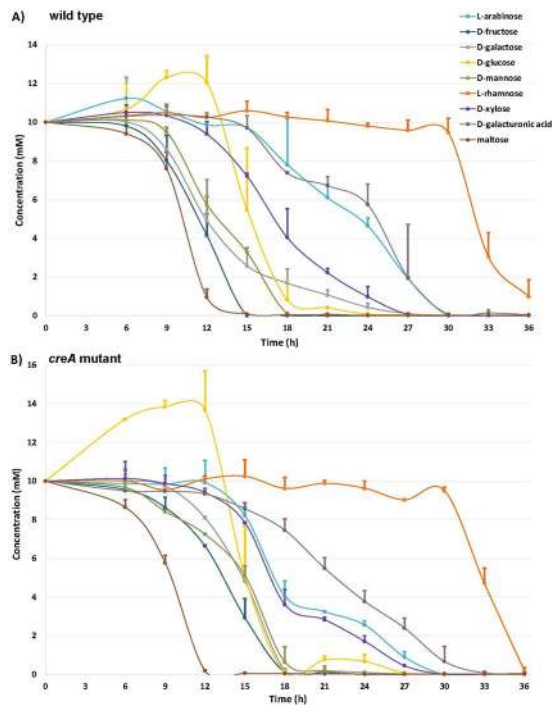 A) wild type
L-arabinose
D-fructose
D-galactose
D-glucose
D-mannose
L-rhamnose
D-xylose
D-galacturonic acid
maltose
Concentration (mM)
14
12
10
8
6
4
2
0
0 3 6 9 12 15 18 21 24 27 30 33 36
Time (h)
B) creA mutant
Concentration (mM)
16
14
12
10
8
6
4
2
0
0 6 9 12 15 18 21 24 27 30 33 36
Time (h)